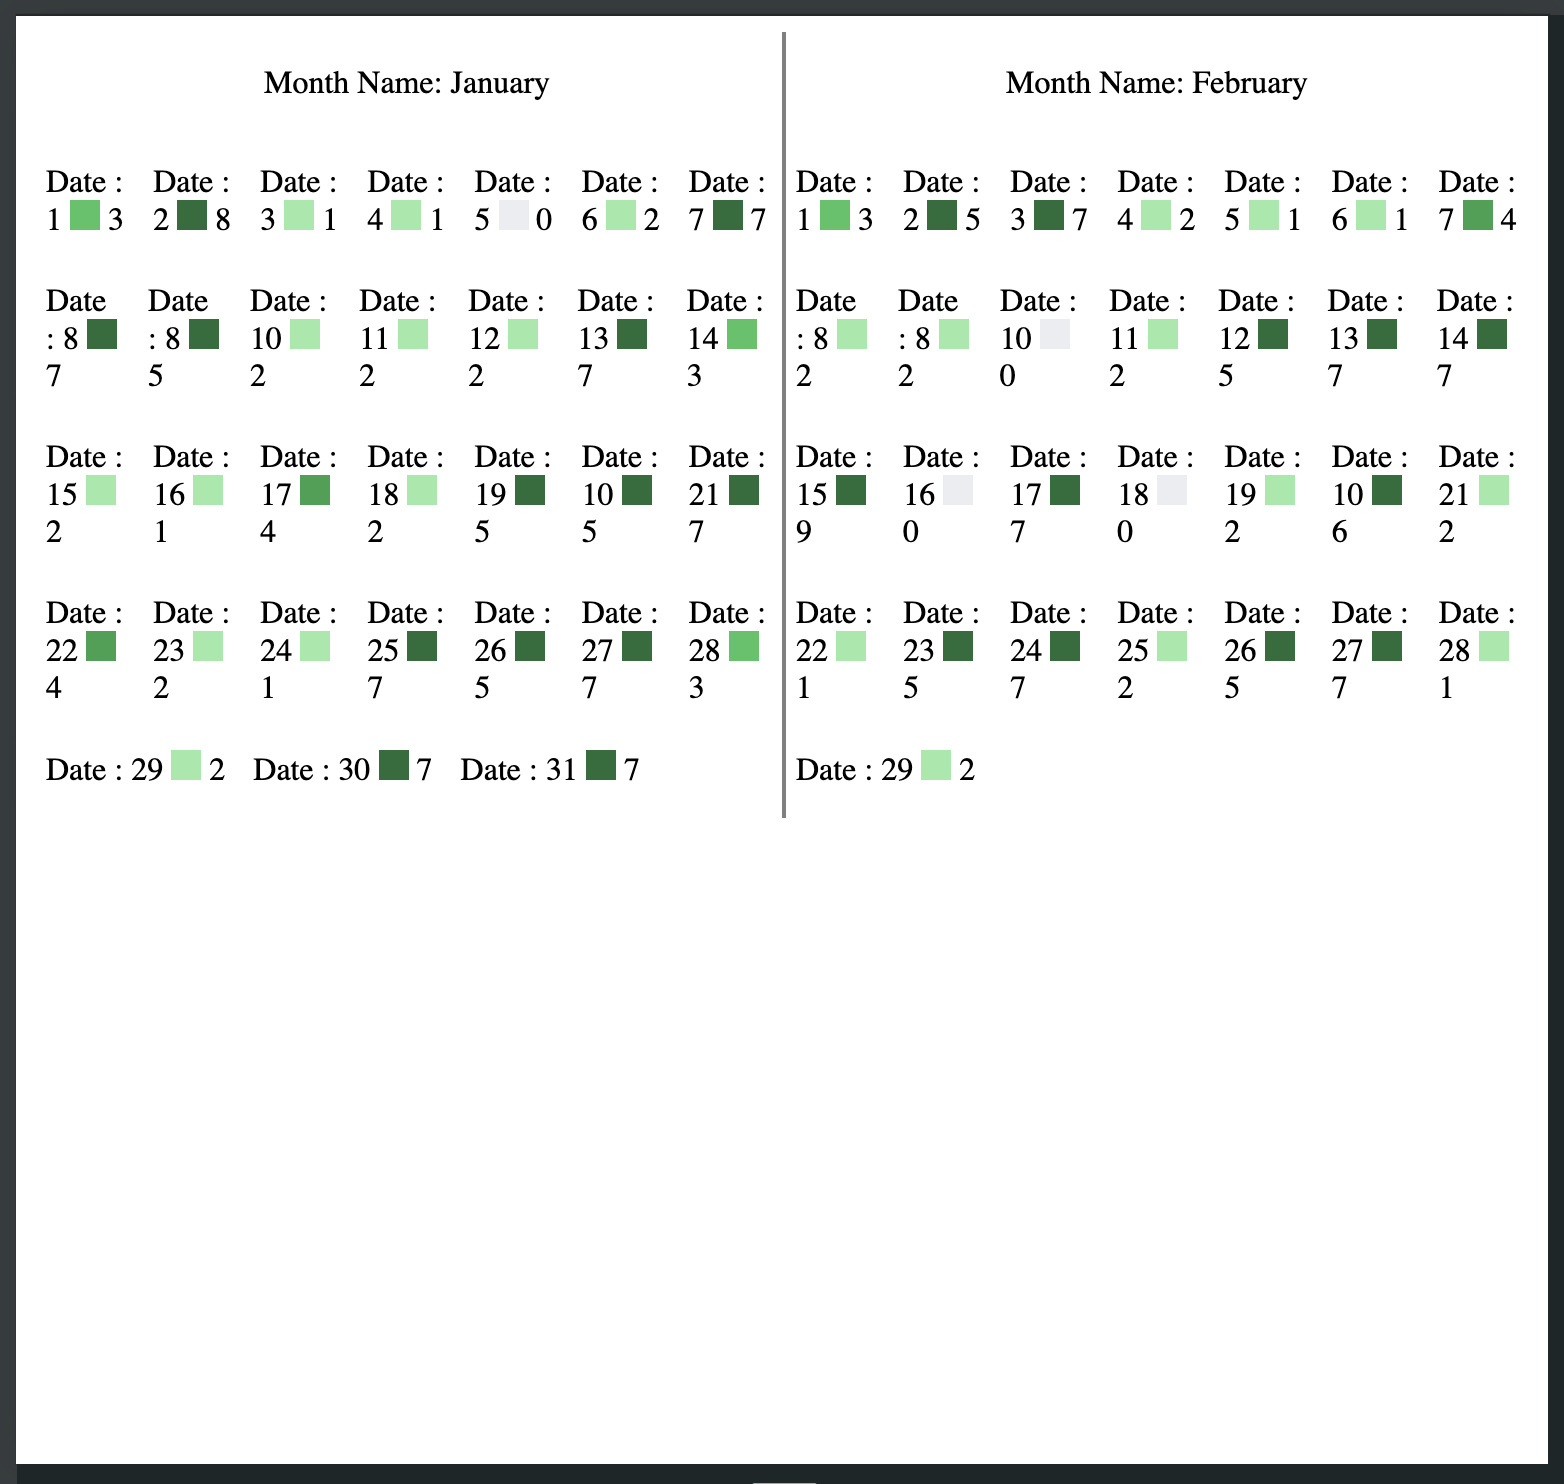 Month Name: January
Date : Date : Date : Date : Date : Date : Date :
1 3 2 8 3 1 4 1 5 0 6 2 7 7
Date Date Date : Date : Date : Date : Date :
: 8 : 8 10 11 12 13 14
7 5 2 2 2 7 3
Date : Date : Date : Date : Date : Date : Date :
15 16 17 18 19 10 21
2 1 4 2 5 5 7
Date : Date : Date : Date : Date : Date : Date :
22 23 24 25 26 27 28
4 2 1 7 5 7 3
Date : 29 2 Date : 30 7 Date : 31 7
Month Name: February
Date : Date : Date : Date : Date : Date : Date :
1 3 2 5 3 7 4 2 5 1 6 1 7 4
Date Date Date : Date : Date : Date : Date :
: 8 : 8 10 11 12 13 14
2 2 0 2 5 7 7
Date : Date : Date : Date : Date : Date : Date :
15 16 17 18 19 10 21
9 0 7 0 2 6 2
Date : Date : Date : Date : Date : Date : Date :
22 23 24 25 26 27 28
1 5 7 2 5 7 1
Date : 29 2